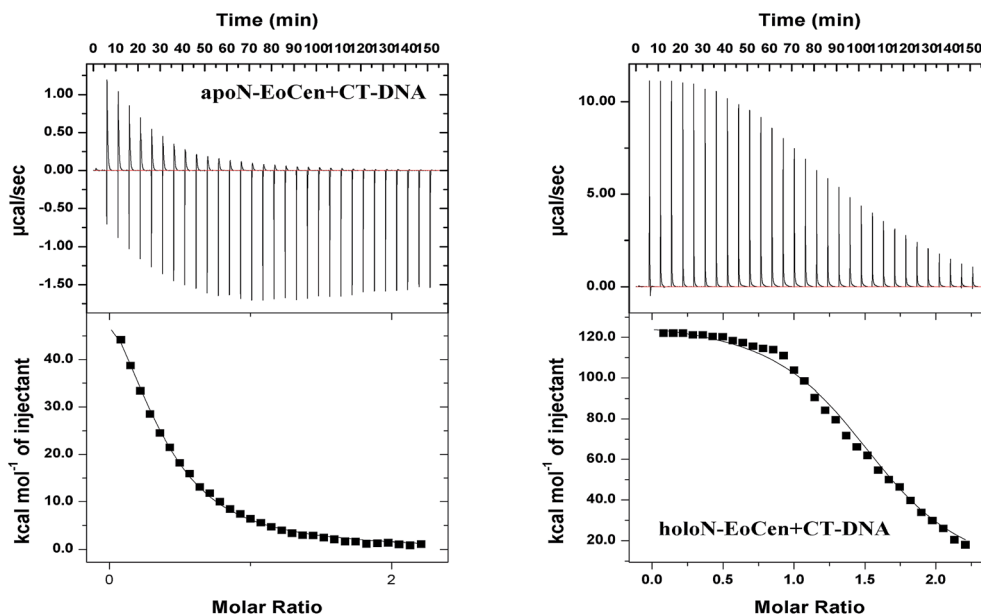 Time (min)
0 10 20 30 40 50 60 70 80 90 100 110 120 130 140 150
apoN-EoCen+CT-DNA
1.00
0.50
0.00
-0.50
-1.00
-1.50
µcal/sec
40.0
30.0
20.0
10.0
0.0
kcal mol⁻¹ of injectant
0 2
Molar Ratio
Time (min)
0 10 20 30 40 50 60 70 80 90 100 110 120 130 140 150
10.00
5.00
0.00
µcal/sec
120.0
100.0
80.0
60.0
40.0
20.0
kcal mol⁻¹ of injectant
holoN-EoCen+CT-DNA
0.0 0.5 1.0 1.5 2.0
Molar Ratio